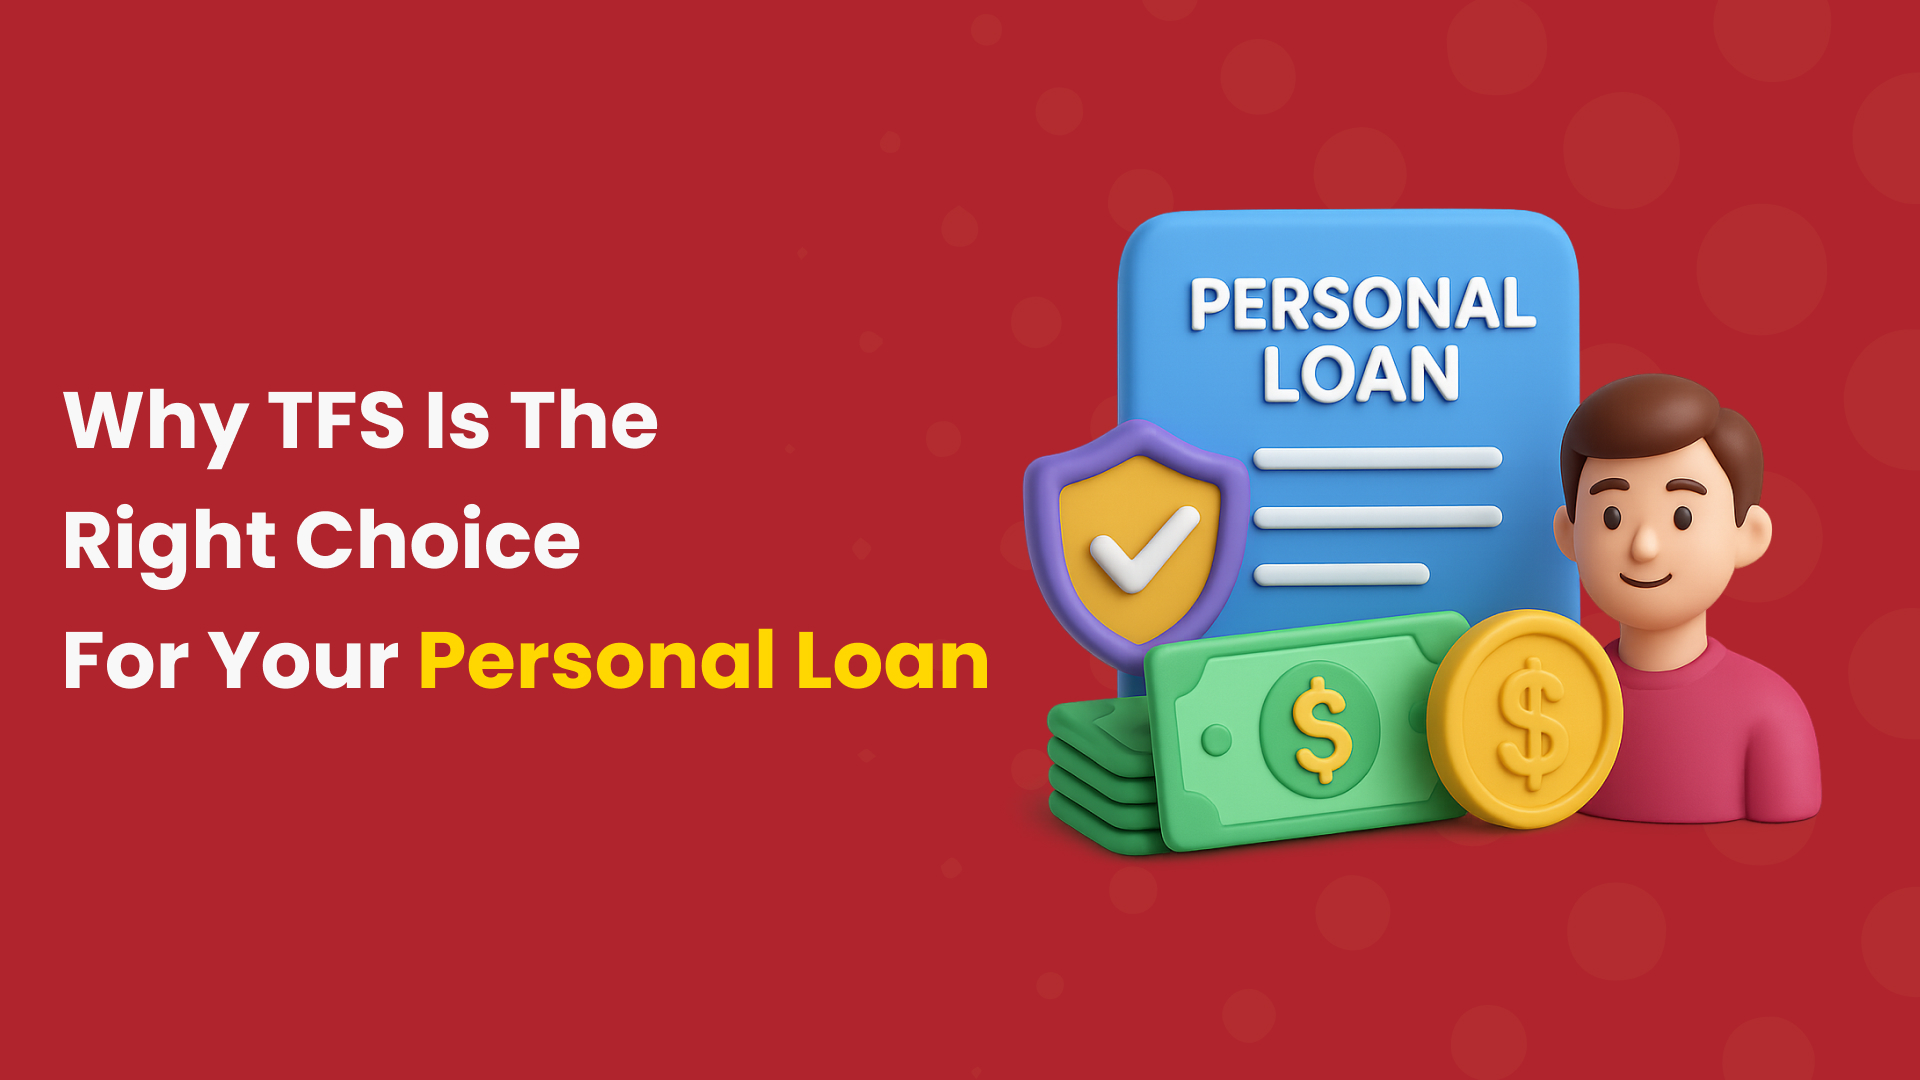 Why TFS Is The
Right Choice
For Your Personal Loan
PERSONAL
LOAN
$
$